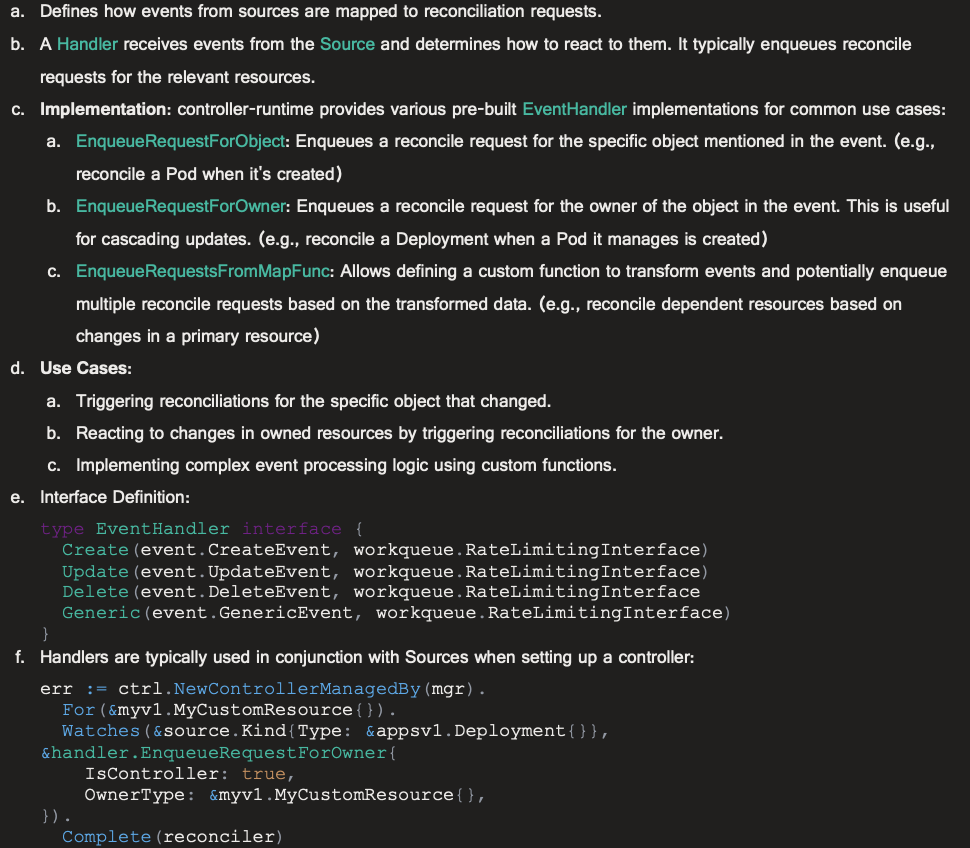 a. Defines how events from sources are mapped to reconciliation requests.
b. A Handler receives events from the Source and determines how to react to them. It typically enqueues reconcile
requests for the relevant resources.
c. Implementation: controller-runtime provides various pre-built EventHandler implementations for common use cases:
a. EnqueueRequestForObject: Enqueues a reconcile request for the specific object mentioned in the event. (e.g.,
reconcile a Pod when it's created)
b. EnqueueRequestForOwner: Enqueues a reconcile request for the owner of the object in the event. This is useful
for cascading updates. (e.g., reconcile a Deployment when a Pod it manages is created)
c. EnqueueRequestsFromMapFunc: Allows defining a custom function to transform events and potentially enqueue
multiple reconcile requests based on the transformed data. (e.g., reconcile dependent resources based on
changes in a primary resource)
d. Use Cases:
a. Triggering reconciliations for the specific object that changed.
b. Reacting to changes in owned resources by triggering reconciliations for the owner.
c. Implementing complex event processing logic using custom functions.
e. Interface Definition:
type EventHandler interface {
Create(event.CreateEvent, workqueue.RateLimitingInterface)
Update(event.UpdateEvent, workqueue.RateLimitingInterface)
Delete(event.DeleteEvent, workqueue.RateLimitingInterface
Generic(event.GenericEvent, workqueue.RateLimitingInterface)
}
f. Handlers are typically used in conjunction with Sources when setting up a controller:
err := ctrl.NewControllerManagedBy(mgr).
For(&myv1.MyCustomResource{}).
Watches(&source.Kind{Type: &appsv1.Deployment{}},
&handler.EnqueueRequestForOwner{
IsController: true,
OwnerType: &myv1.MyCustomResource{},
}).
Complete(reconciler)